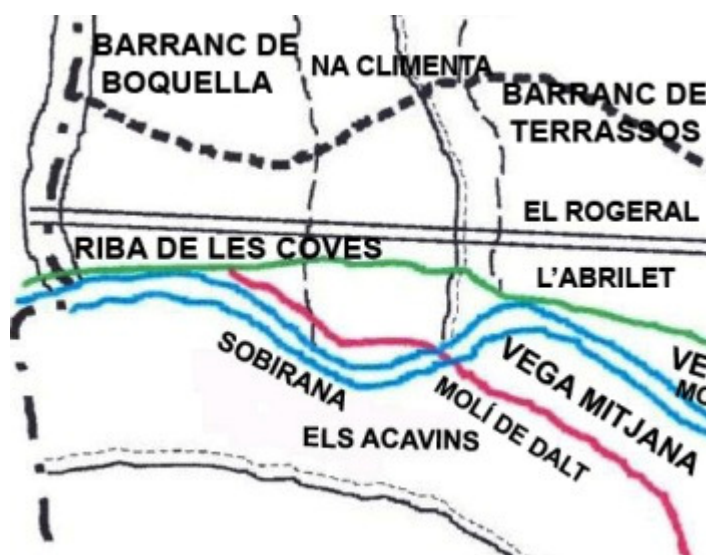 BARRANC DE
BOQUELLA
NA CLIMENTA
BARRANC DE
TERRASSOS
EL ROGERAL
RIBA DE LES COVES
L'ABRILET
SOBIRANA
VEGA MITJANA
MOLÍ DE DALT
ELS ACAVINS